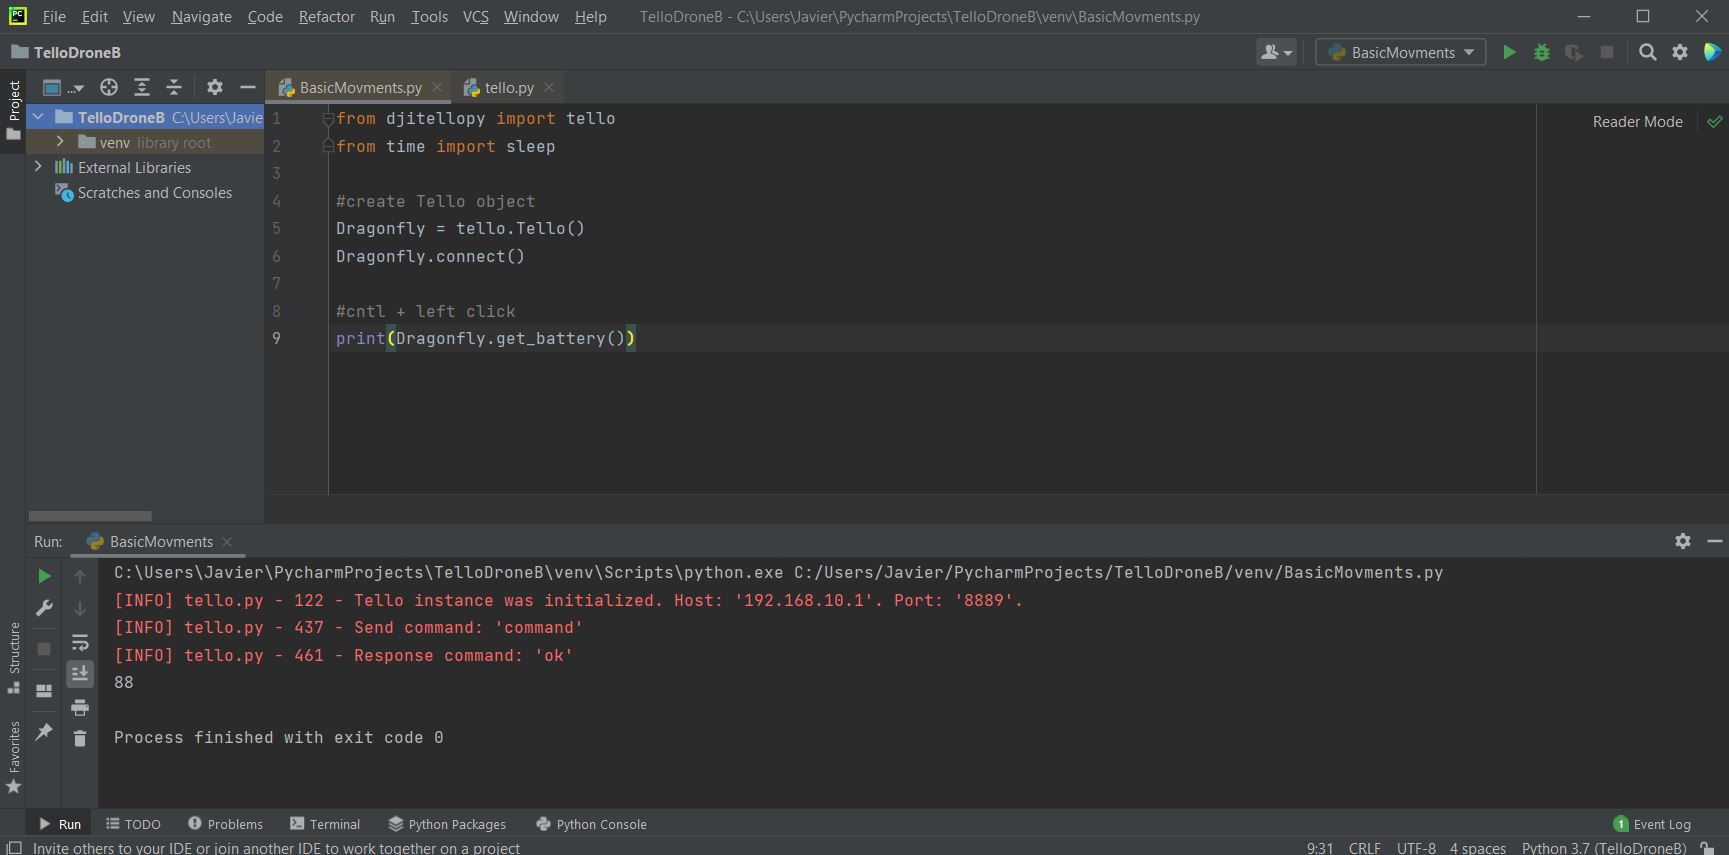 PC File Edit View Navigate Code Refactor Run Tools VCS Window Help TelloDroneB - C:\Users\Javier\PycharmProjects\TelloDroneB\venv\BasicMovments.py
TelloDroneB BasicMovments
Project
... BasicMovments.py tello.py
TelloDroneB C:\Users\Javie
venv library root
External Libraries
Scratches and Consoles
1 from djitellopy import tello
Reader Mode
2 from time import sleep
3
4 #create Tello object
5 Dragonfly = tello.Tello()
6 Dragonfly.connect()
7
8 #cntl + left click
9 print(Dragonfly.get_battery())
Run: BasicMovments
C:\Users\Javier\PycharmProjects\TelloDroneB\venv\Scripts\python.exe C:/Users/Javier/PycharmProjects/TelloDroneB/venv/BasicMovments.py
[INFO] tello.py - 122 - Tello instance was initialized. Host: '192.168.10.1'. Port: '8889'.
[INFO] tello.py - 437 - Send command: 'command'
[INFO] tello.py - 461 - Response command: 'ok'
88
Process finished with exit code 0
Structure
Favorites
Run TODO Problems Terminal Python Packages Python Console 1 Event Log
Invite others to your IDE or join another IDE to work together on a project 9:31 CRLF UTF-8 4 spaces Python 3.7 (TelloDroneB)